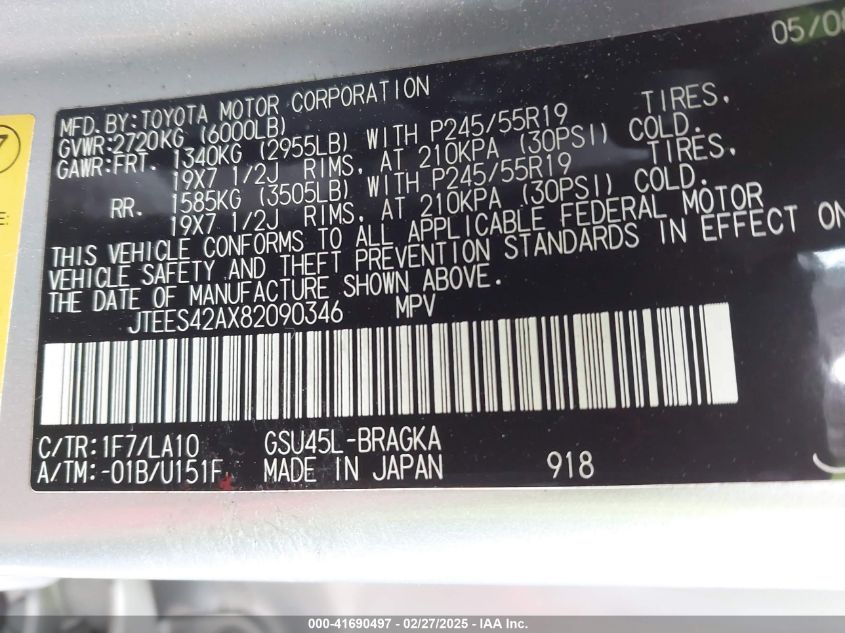 05/08
MFD.BY:TOYOTA MOTOR CORPORATION
GVWR:2720KG (6000LB)
GAWR:FRT. 1340KG (2955LB) WITH P245/55R19 TIRES,
19X7 1/2J RIMS, AT 210KPA (30PSI) COLD.
RR. 1585KG (3505LB) WITH P245/55R19 TIRES,
19X7 1/2J RIMS, AT 210KPA (30PSI) COLD.
THIS VEHICLE CONFORMS TO ALL APPLICABLE FEDERAL MOTOR
VEHICLE SAFETY AND THEFT PREVENTION STANDARDS IN EFFECT ON
THE DATE OF MANUFACTURE SHOWN ABOVE.
JTEES42AX82090346 MPV
C/TR:1F7/LA10 GSU45L-BRAGKA
A/TM:-01B/U151F MADE IN JAPAN 918
7
E:
000-41690497 - 02/27/2025 - IAA Inc.